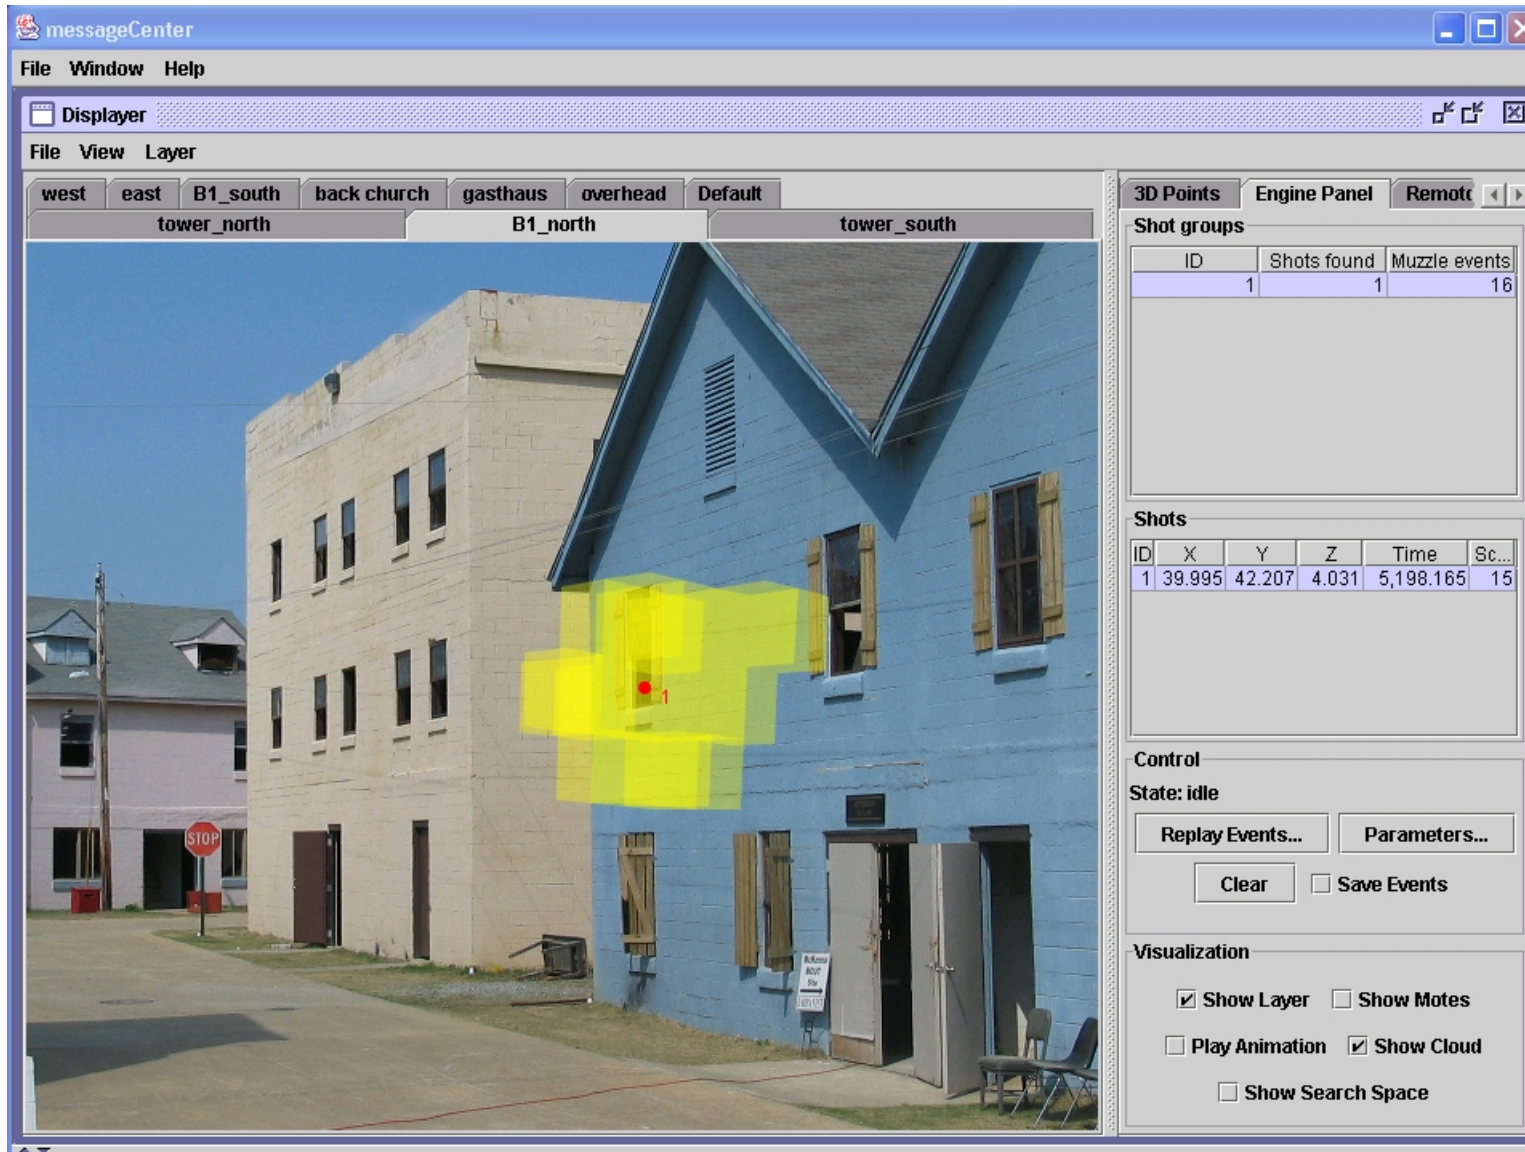 messageCenter
File Window Help
Displayer
File View Layer
west east B1_south back church gasthaus overhead Default
tower_north B1_north tower_south
1
STOP
McKenna
MOUT
Site
3D Points Engine Panel
Shot groups
ID Shots found Muzzle events
1 1 16
Shots
ID X Y Z Time Sc...
1 39.995 42.207 4.031 5,198.165 15
Control
State: idle
Replay Events... Parameters...
Clear Save Events
Visualization
Show Layer Show Motes
Play Animation Show Cloud
Show Search Space